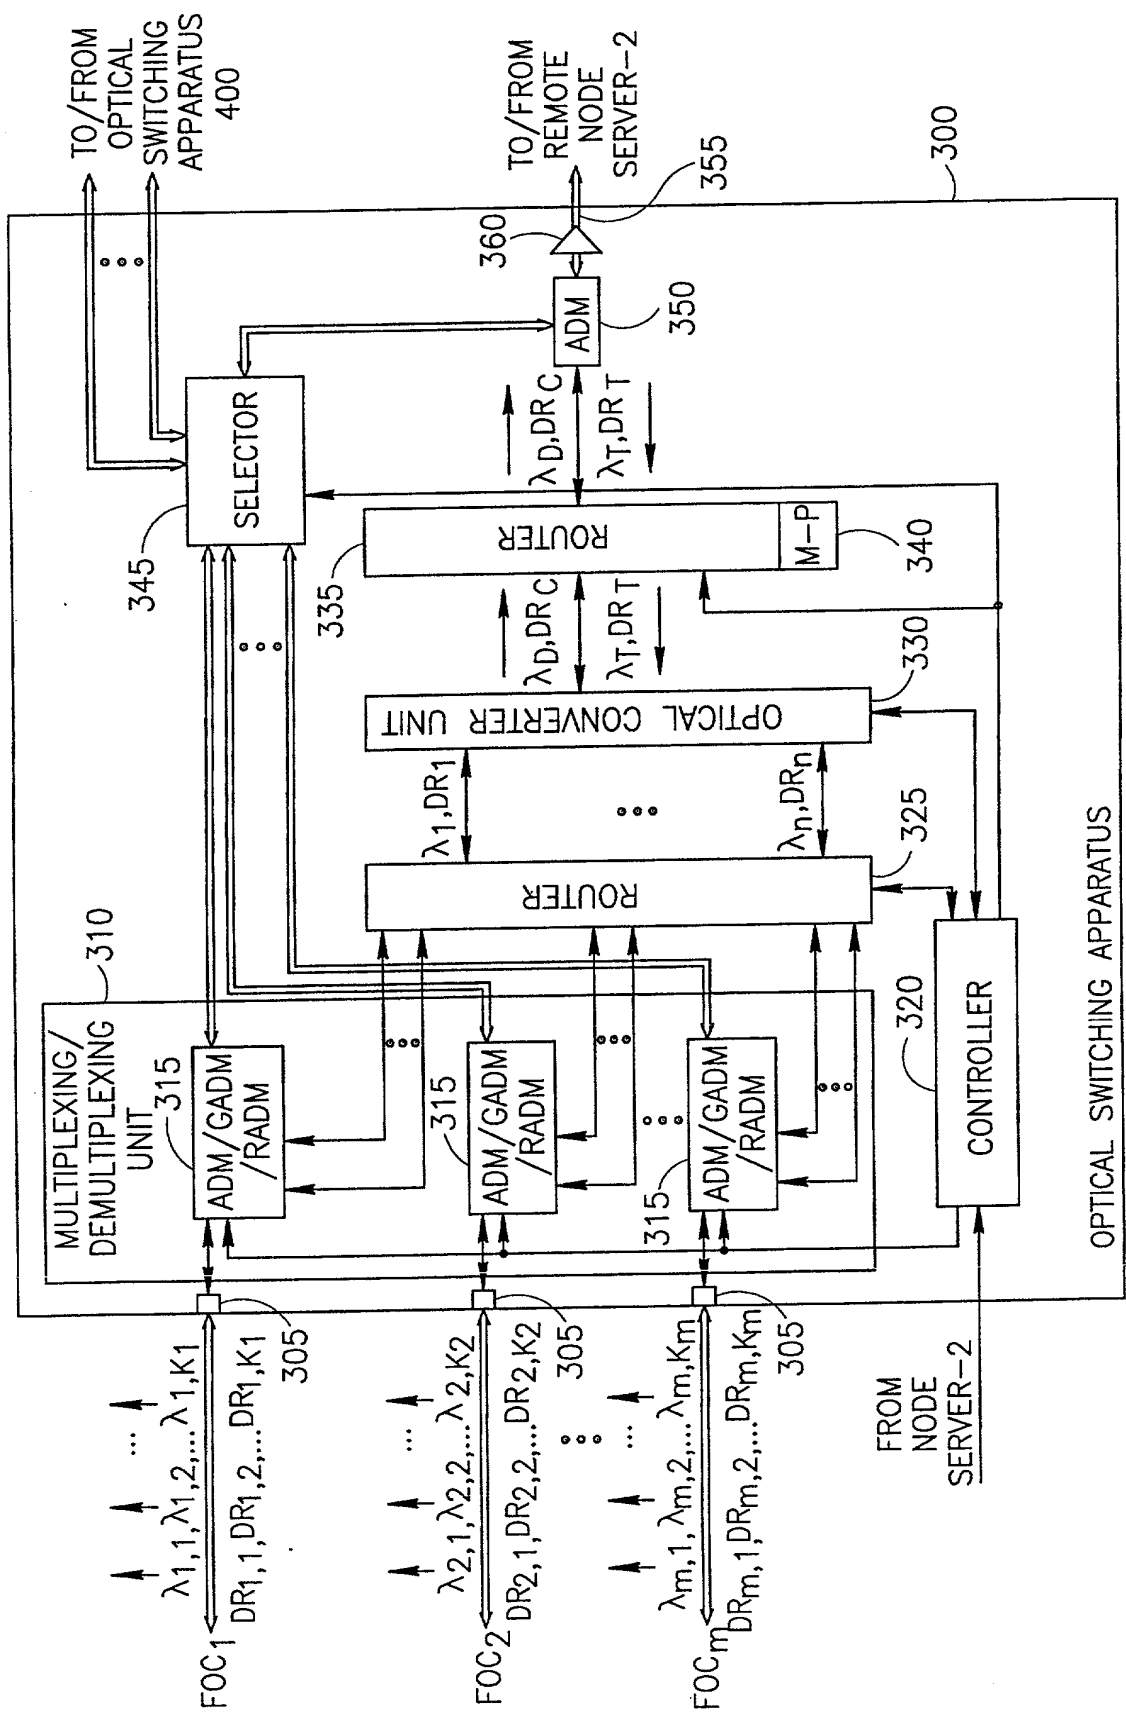 TO/FROM
OPTICAL
SWITCHING
APPARATUS
400
TO/FROM
REMOTE
NODE
SERVER-2
355
300
360
ADM
350
SELECTOR
345
λD,DRC
λT,DRT
335
ROUTER
M-P
340
λD,DRC
λT,DRT
OPTICAL CONVERTER UNIT
330
λ1,DR1
λn,DRn
ROUTER
325
310
MULTIPLEXING/
DEMULTIPLEXING
UNIT
315
ADM/GADM
/RADM
315
ADM/GADM
/RADM
315
ADM/GADM
/RADM
320
CONTROLLER
OPTICAL SWITCHING APPARATUS
305
305
305
λ1,1,λ1,2,...λ1,K1
DR1,1,DR1,2,...DR1,K1
FOC1
λ2,1,λ2,2,...λ2,K2
DR2,1,DR2,2,...DR2,K2
FOC2
λm,1,λm,2,...λm,Km
DRm,1,DRm,2,...DRm,Km
FOCm
FROM
NODE
SERVER-2